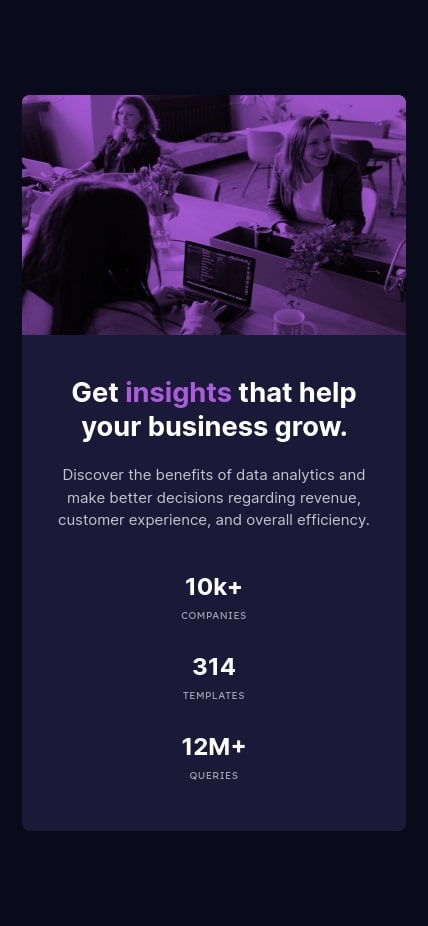 Get insights that help
your business grow.
Discover the benefits of data analytics and
make better decisions regarding revenue,
customer experience, and overall efficiency.
10k+
COMPANIES
314
TEMPLATES
12M+
QUERIES